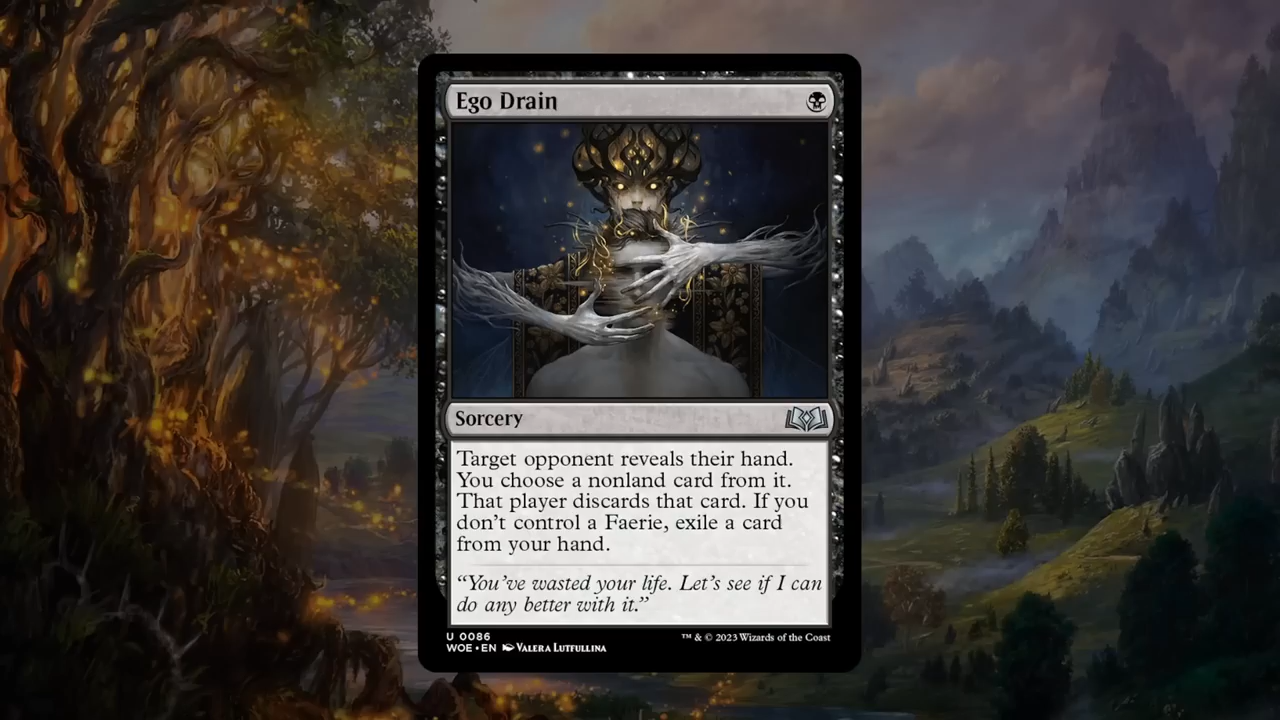 Ego Drain
Sorcery
Target opponent reveals their hand.
You choose a nonland card from it.
That player discards that card. If you
don't control a Faerie, exile a card
from your hand.
"You've wasted your life. Let's see if I can
do any better with it."
U 0086
WOE • EN Valera Lutfullina
™ & © 2023 Wizards of the Coast